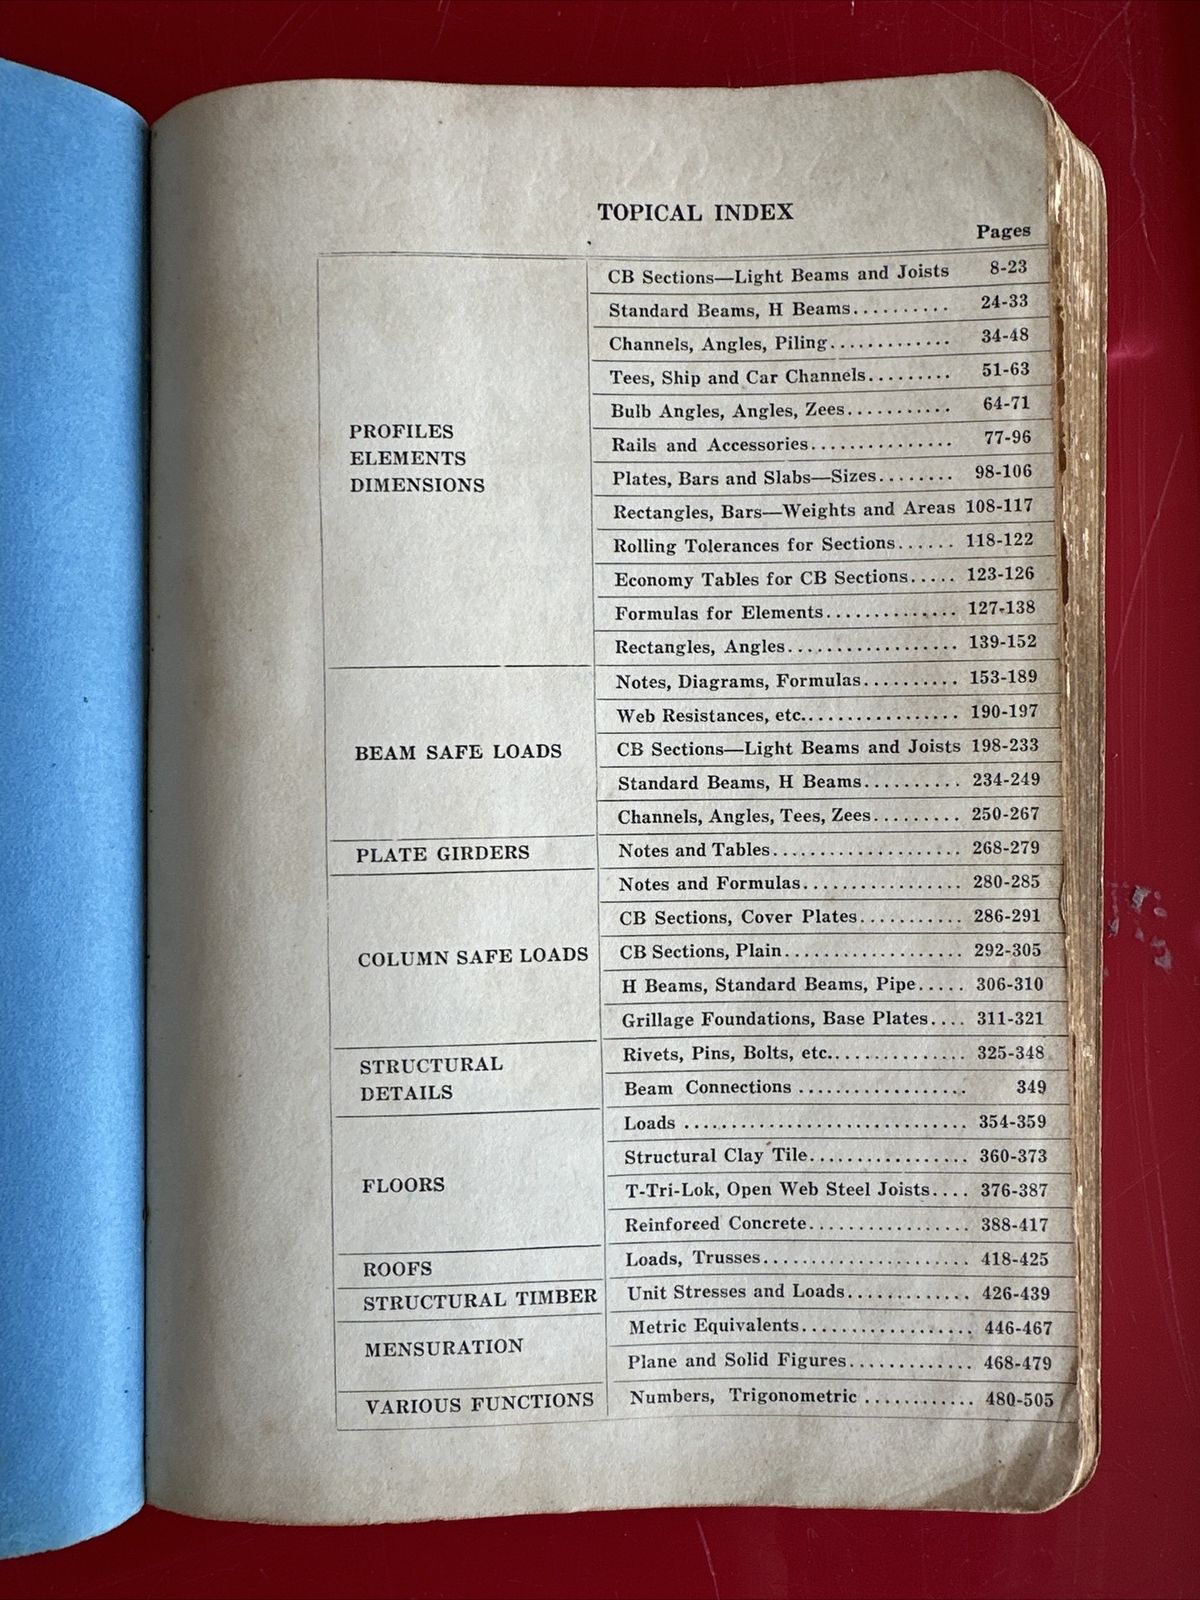 TOPICAL INDEX
Pages
PROFILES
ELEMENTS
DIMENSIONS
CB Sections—Light Beams and Joists 8-23
Standard Beams, H Beams.......... 24-33
Channels, Angles, Piling............. 34-48
Tees, Ship and Car Channels......... 51-63
Bulb Angles, Angles, Zees........... 64-71
Rails and Accessories............... 77-96
Plates, Bars and Slabs—Sizes........ 98-106
Rectangles, Bars—Weights and Areas 108-117
Rolling Tolerances for Sections...... 118-122
Economy Tables for CB Sections..... 123-126
Formulas for Elements.............. 127-138
Rectangles, Angles.................. 139-152
BEAM SAFE LOADS
Notes, Diagrams, Formulas.......... 153-189
Web Resistances, etc................. 190-197
CB Sections—Light Beams and Joists 198-233
Standard Beams, H Beams.......... 234-249
Channels, Angles, Tees, Zees......... 250-267
PLATE GIRDERS
Notes and Tables.................... 268-279
COLUMN SAFE LOADS
Notes and Formulas................. 280-285
CB Sections, Cover Plates........... 286-291
CB Sections, Plain................... 292-305
H Beams, Standard Beams, Pipe..... 306-310
Grillage Foundations, Base Plates.... 311-321
STRUCTURAL
DETAILS
Rivets, Pins, Bolts, etc............... 325-348
Beam Connections .................. 349
FLOORS
Loads .............................. 354-359
Structural Clay Tile................. 360-373
T-Tri-Lok, Open Web Steel Joists.... 376-387
Reinforced Concrete................. 388-417
ROOFS
Loads, Trusses...................... 418-425
STRUCTURAL TIMBER
Unit Stresses and Loads............. 426-439
MENSURATION
Metric Equivalents.................. 446-467
Plane and Solid Figures............. 468-479
VARIOUS FUNCTIONS
Numbers, Trigonometric ............ 480-505